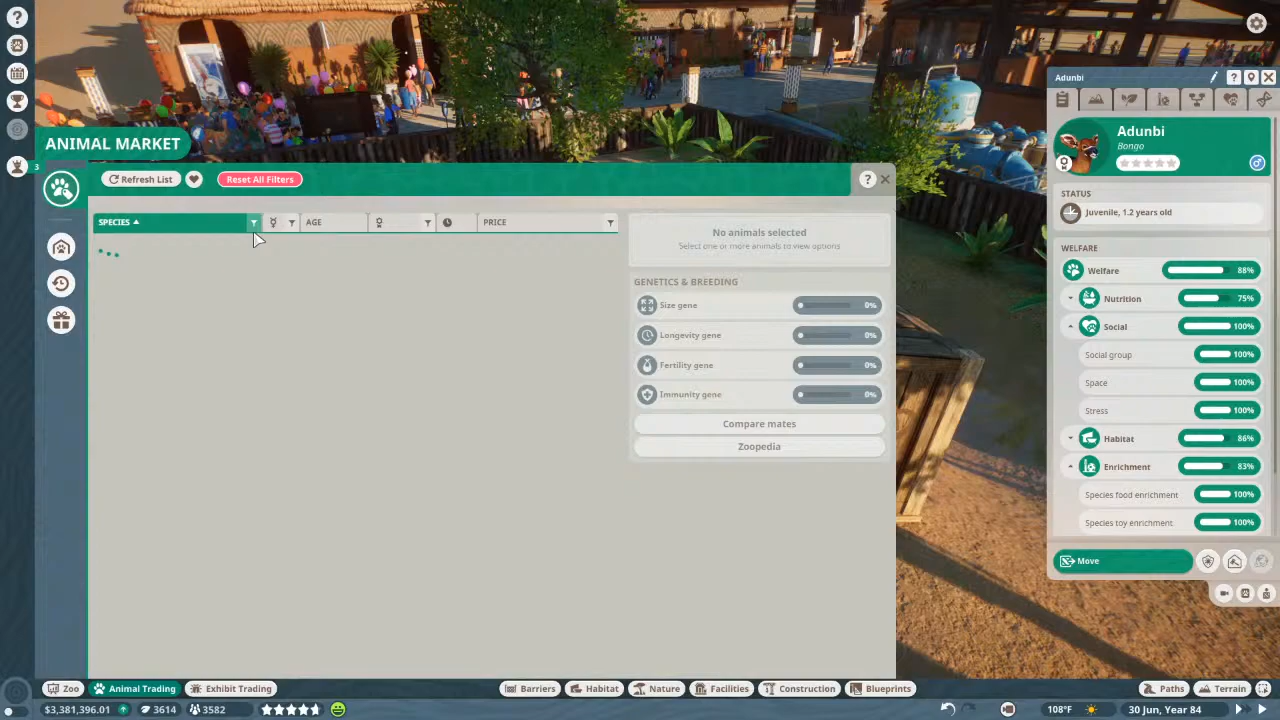 Adunbi
Adunbi
Bongo
STATUS
Juvenile, 1.2 years old
WELFARE
Welfare 88%
Nutrition 75%
Social 100%
Social group 100%
Space 100%
Stress 100%
Habitat 86%
Enrichment 83%
Species food enrichment 100%
Species toy enrichment 100%
Move
3
ANIMAL MARKET
Refresh List
Reset All Filters
?
SPECIES
AGE
PRICE
No animals selected
Select one or more animals to view options
GENETICS & BREEDING
Size gene 0%
Longevity gene 0%
Fertility gene 0%
Immunity gene 0%
Compare mates
Zoopedia
Zoo Animal Trading Exhibit Trading Barriers Habitat Nature Facilities Construction Blueprints Paths Terrain
$3,381,396.01 3614 3582 108°F 30 Jun, Year 84